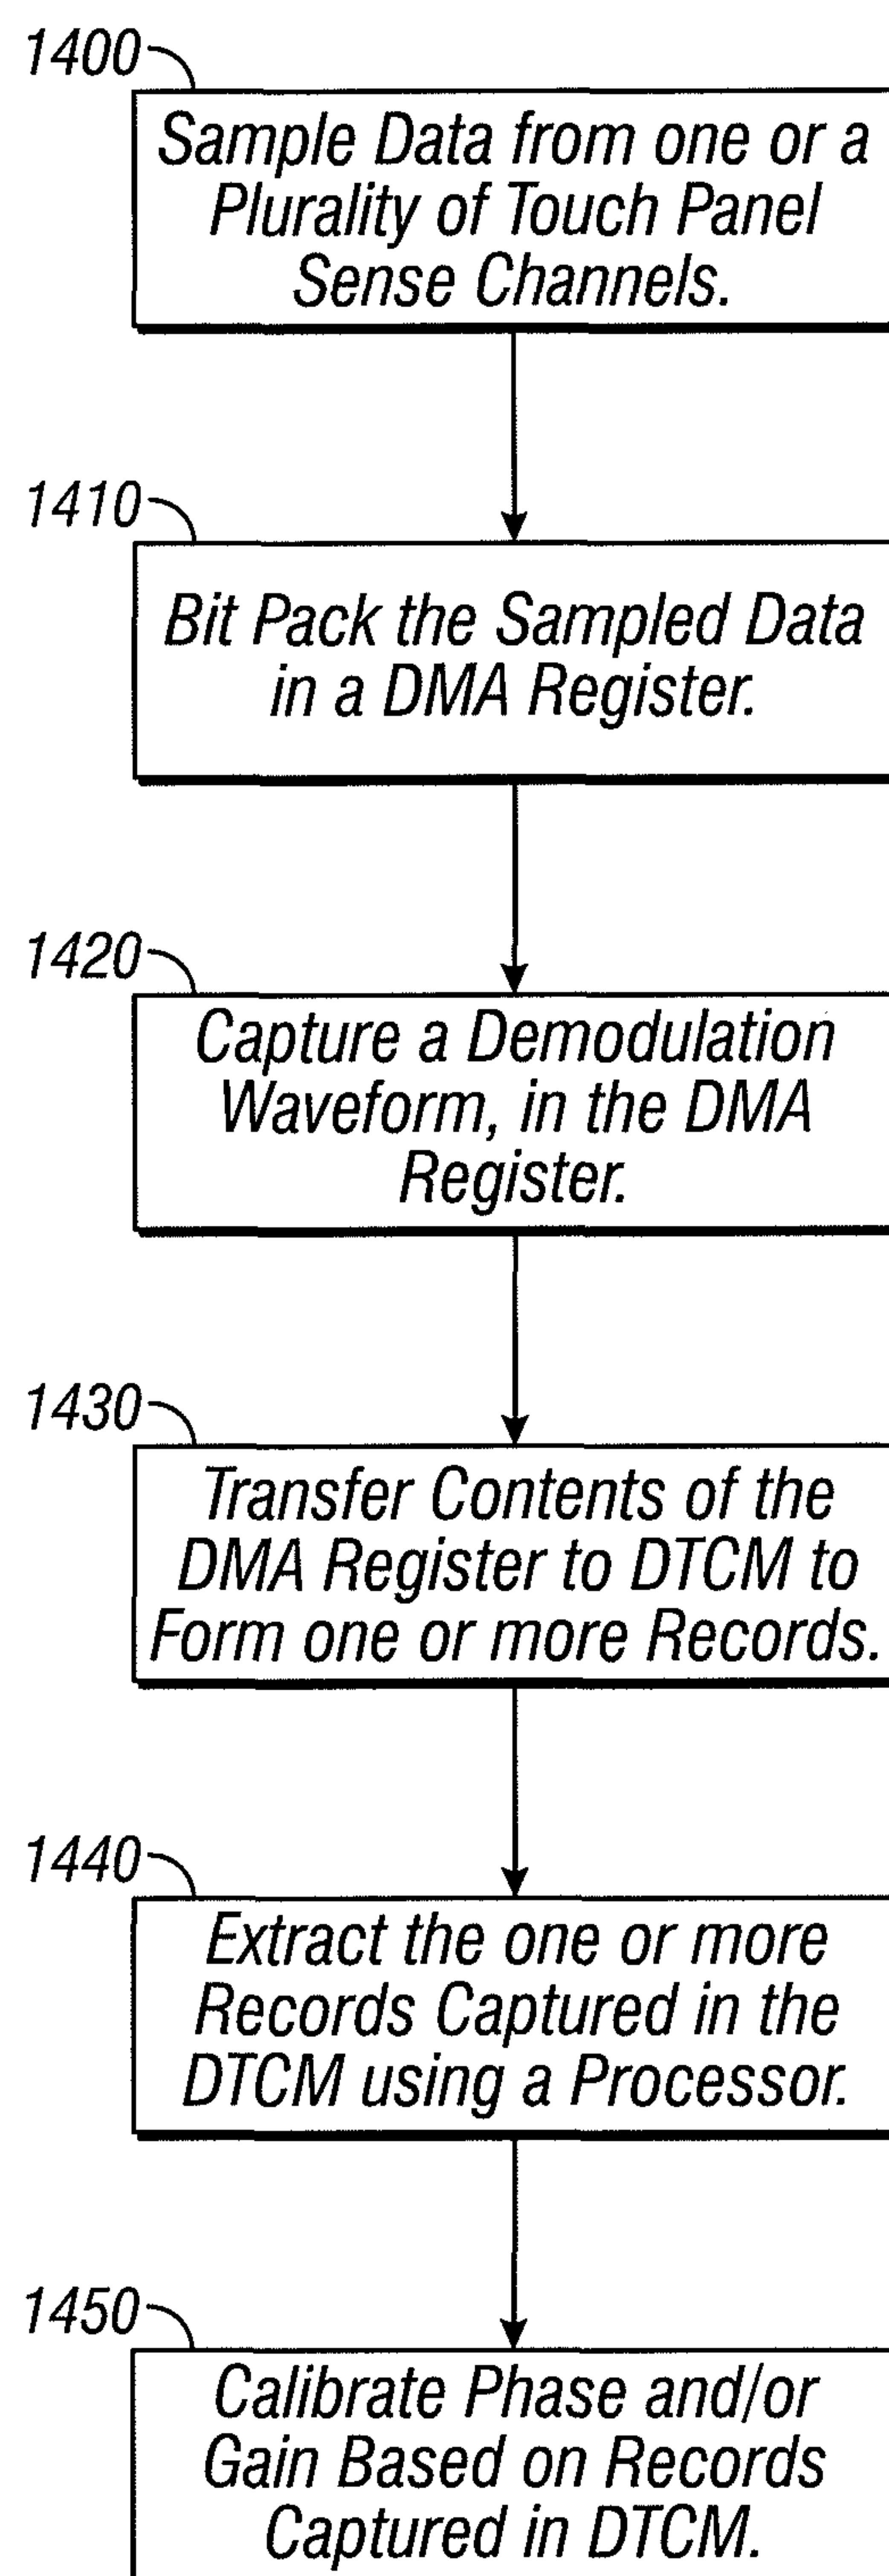 1400
Sample Data from one or a
Plurality of Touch Panel
Sense Channels.
1410
Bit Pack the Sampled Data
in a DMA Register.
1420
Capture a Demodulation
Waveform, in the DMA
Register.
1430
Transfer Contents of the
DMA Register to DTCM to
Form one or more Records.
1440
Extract the one or more
Records Captured in the
DTCM using a Processor.
1450
Calibrate Phase and/or
Gain Based on Records
Captured in DTCM.